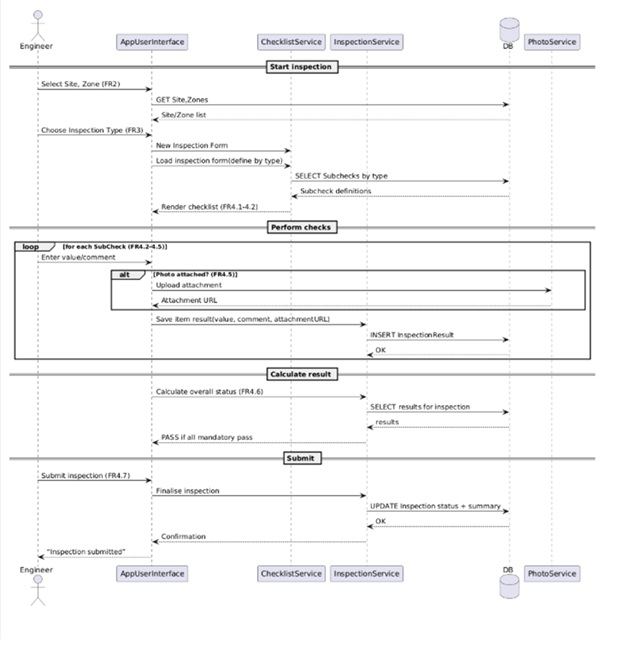 Engineer
AppUserInterface
ChecklistService
InspectionService
DB
PhotoService
Start inspection
Select Site, Zone (FR2)
GET Site,Zones
Site/Zone list
Choose Inspection Type (FR3)
New Inspection Form
Load inspection form(define by type)
SELECT Subchecks by type
Subcheck definitions
Render checklist (FR4.1-4.2)
Perform checks
loop [for each SubCheck (FR4.2-4.5)]
Enter value/comment
alt [Photo attached? (FR4.5)]
Upload attachment
Attachment URL
Save item result(value, comment, attachmentURL)
INSERT InspectionResult
OK
Calculate result
Calculate overall status (FR4.6)
SELECT results for inspection
results
PASS if all mandatory pass
Submit
Submit inspection (FR4.7)
Finalise inspection
UPDATE Inspection status + summary
OK
Confirmation
"Inspection submitted"
Engineer
AppUserInterface
ChecklistService
InspectionService
DB
PhotoService